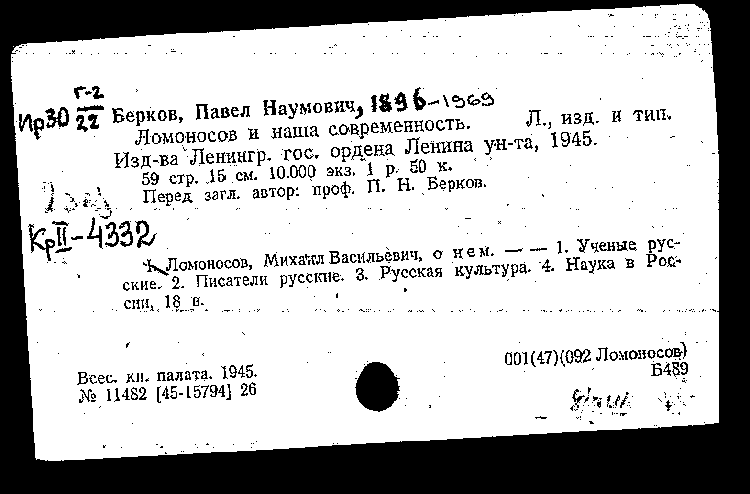 Г-2
Ир30 22 Берков, Павел Наумович, 1896-1969
Ломоносов и наша современность. Л., изд. и тип.
Изд-ва Ленингр. гос. ордена Ленина ун-та, 1945.
59 стр. 15 см. 10.000 экз. 1 р. 50 к.
Перед загл. автор: проф. П. Н. Берков.
КрII-4332
1. Ломоносов, Михаил Васильевич, о нем. — — 1. Ученые рус-
ские. 2. Писатели русские. 3. Русская культура. 4. Наука в Рос-
сии, 18 в.
Всес. кн. палата. 1945.
№ 11482 [45-15794] 26
001(47)(092 Ломоносов)
Б489